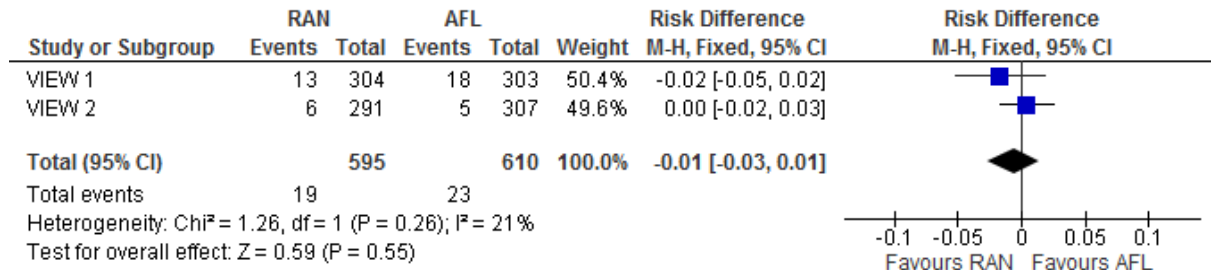 RAN AFL Risk Difference Risk Difference
Study or Subgroup Events Total Events Total Weight M-H, Fixed, 95% CI M-H, Fixed, 95% CI
VIEW 1 13 304 18 303 50.4% -0.02 [-0.05, 0.02]
VIEW 2 6 291 5 307 49.6% 0.00 [-0.02, 0.03]
Total (95% CI) 595 610 100.0% -0.01 [-0.03, 0.01]
Total events 19 23
Heterogeneity: Chi² = 1.26, df = 1 (P = 0.26); I² = 21%
Test for overall effect: Z = 0.59 (P = 0.55)
-0.1 -0.05 0 0.05 0.1
Favours RAN Favours AFL